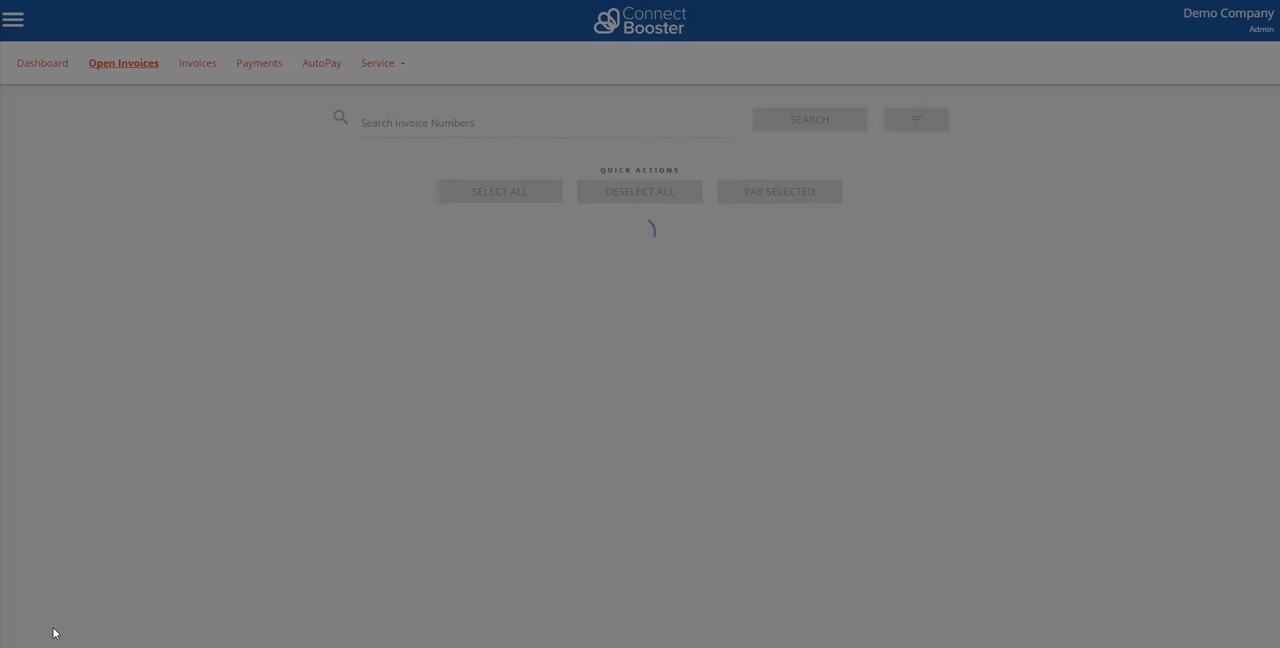 Connect
Booster
Demo Company
Admin
Dashboard Open Invoices Invoices Payments AutoPay Service
Search Invoice Numbers
SEARCH
QUICK ACTIONS
SELECT ALL DESELECT ALL PAY SELECTED